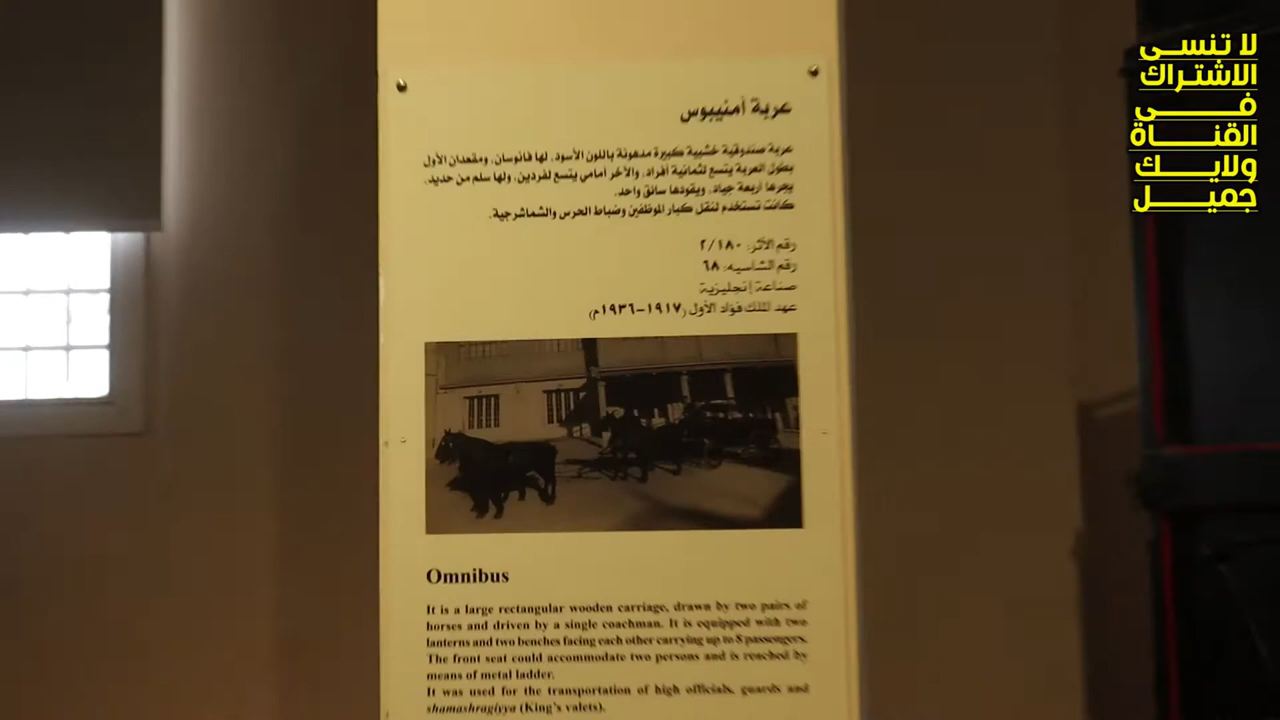 عربة أمنيبوس
عربة صندوقية خشبية كبيرة مدهونة باللون الأسود، لها فانوسان، ومقعدان الأول
بطول العربة يتسع لثمانية أفراد، والآخر أمامى يتسع لفردين، ولها سلم من حديد،
يجرها أربعة جياد، ويقودها سائق واحد.
كانت تستخدم لنقل كبار الموظفين وضباط الحرس والشماشرجية.
رقم الأثر: ٢/١٨٠
رقم الشاسيه: ٦٨
صناعة إنجليزية
عهد الملك فؤاد الأول (١٩١٧-١٩٣٦م)
Omnibus
It is a large rectangular wooden carriage, drawn by two pairs of
horses and driven by a single coachman. It is equipped with two
lanterns and two benches facing each other carrying up to 8 passengers.
The front seat could accommodate two persons and is reached by
means of metal ladder.
It was used for the transportation of high officials, guards and
shamashragiyya (King's valets).
لا تنسى
الاشتراك
فى
القناة
ولايك
جميل